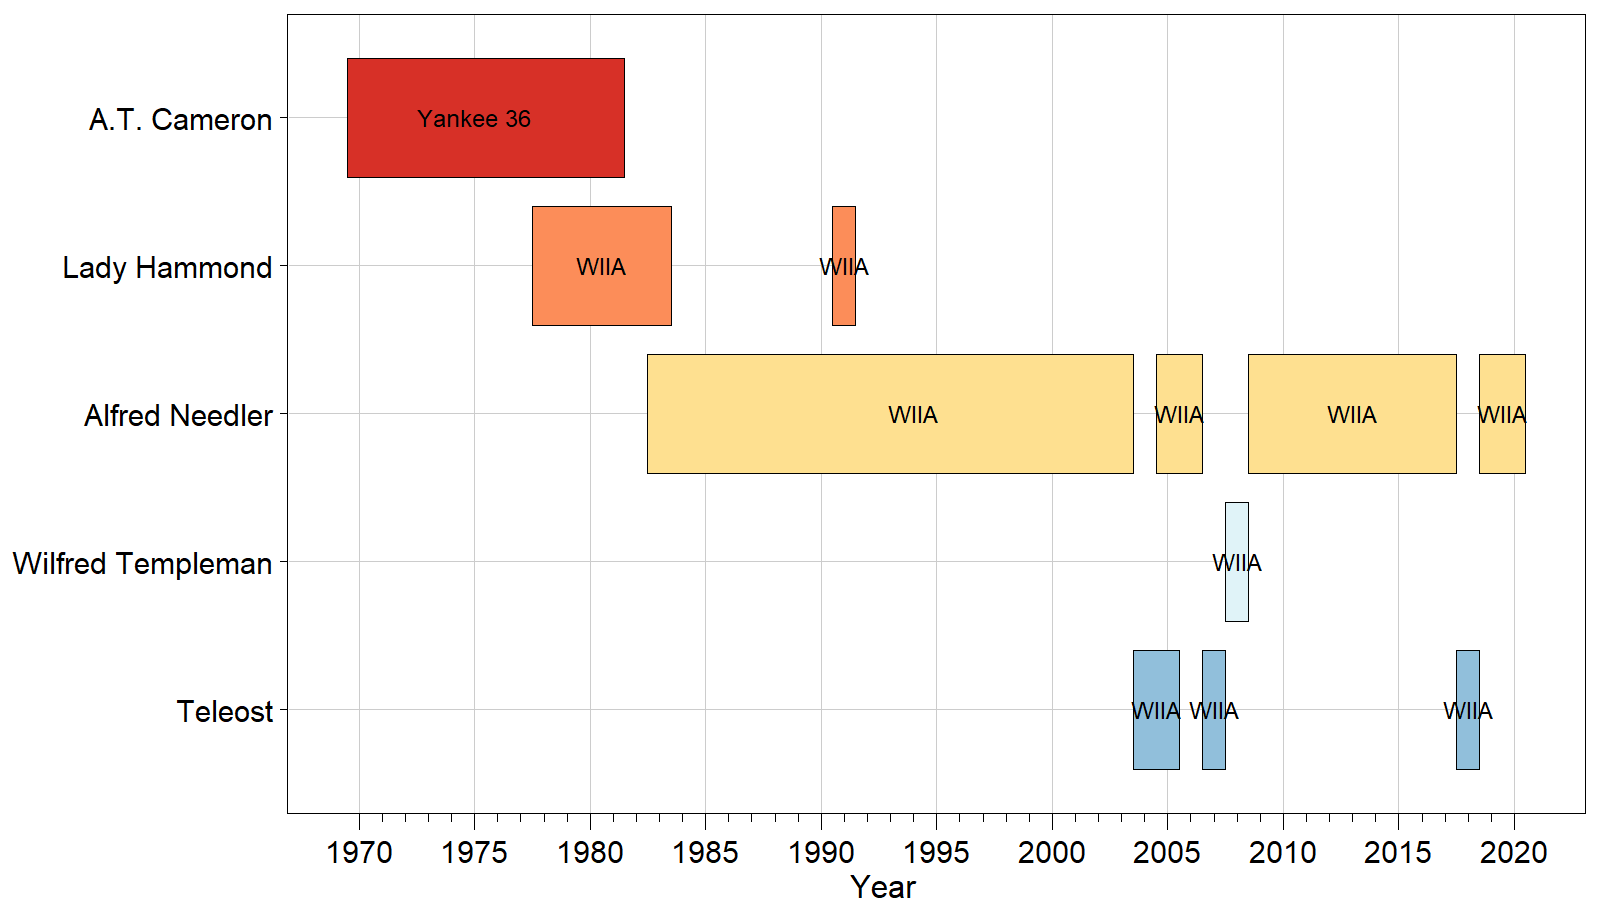 A.T. Cameron
Yankee 36
Lady Hammond
WIIA
WIIA
Alfred Needler
WIIA
WIIA
WIIA
WIIA
Wilfred Templeman
WIIA
Teleost
WIIA
WIIA
WIIA
1970 1975 1980 1985 1990 1995 2000 2005 2010 2015 2020
Year